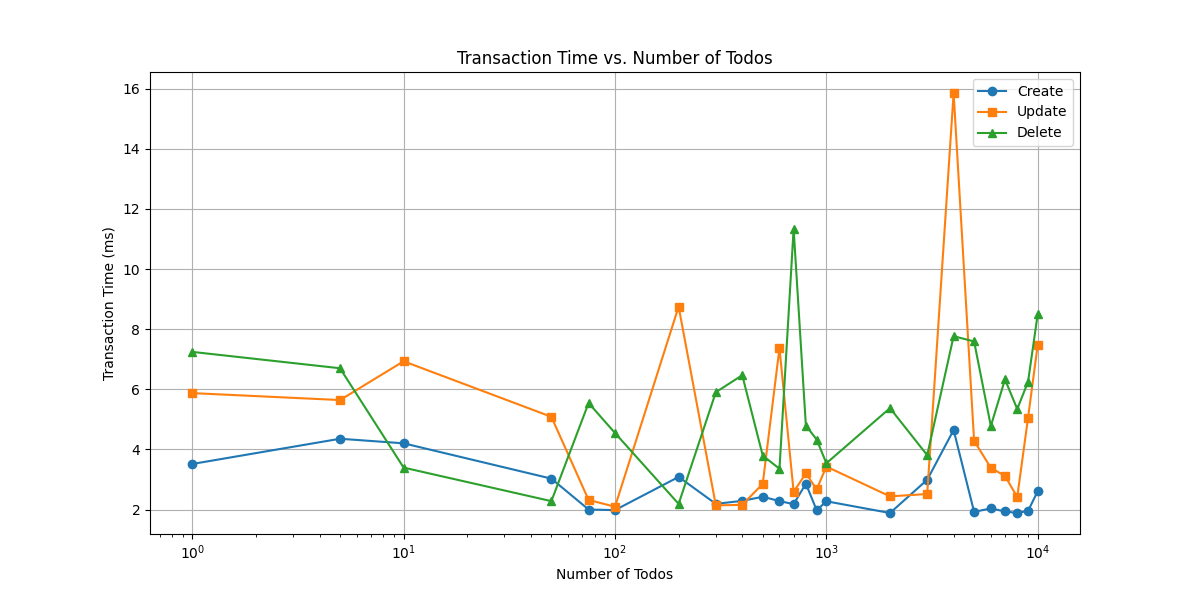 Transaction Time vs. Number of Todos
Create
Update
Delete
Transaction Time (ms)
16
14
12
10
8
6
4
2
10⁰
10¹
10²
10³
10⁴
Number of Todos